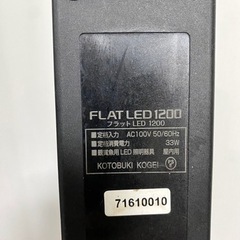 FLAT LED 1200
フラット LED 1200
■定格入力 AC100V 50/60Hz
■定格消費電力 33W
■観賞魚用LED照明器具 屋内用
KOTOBUKI KOGEI
71610010